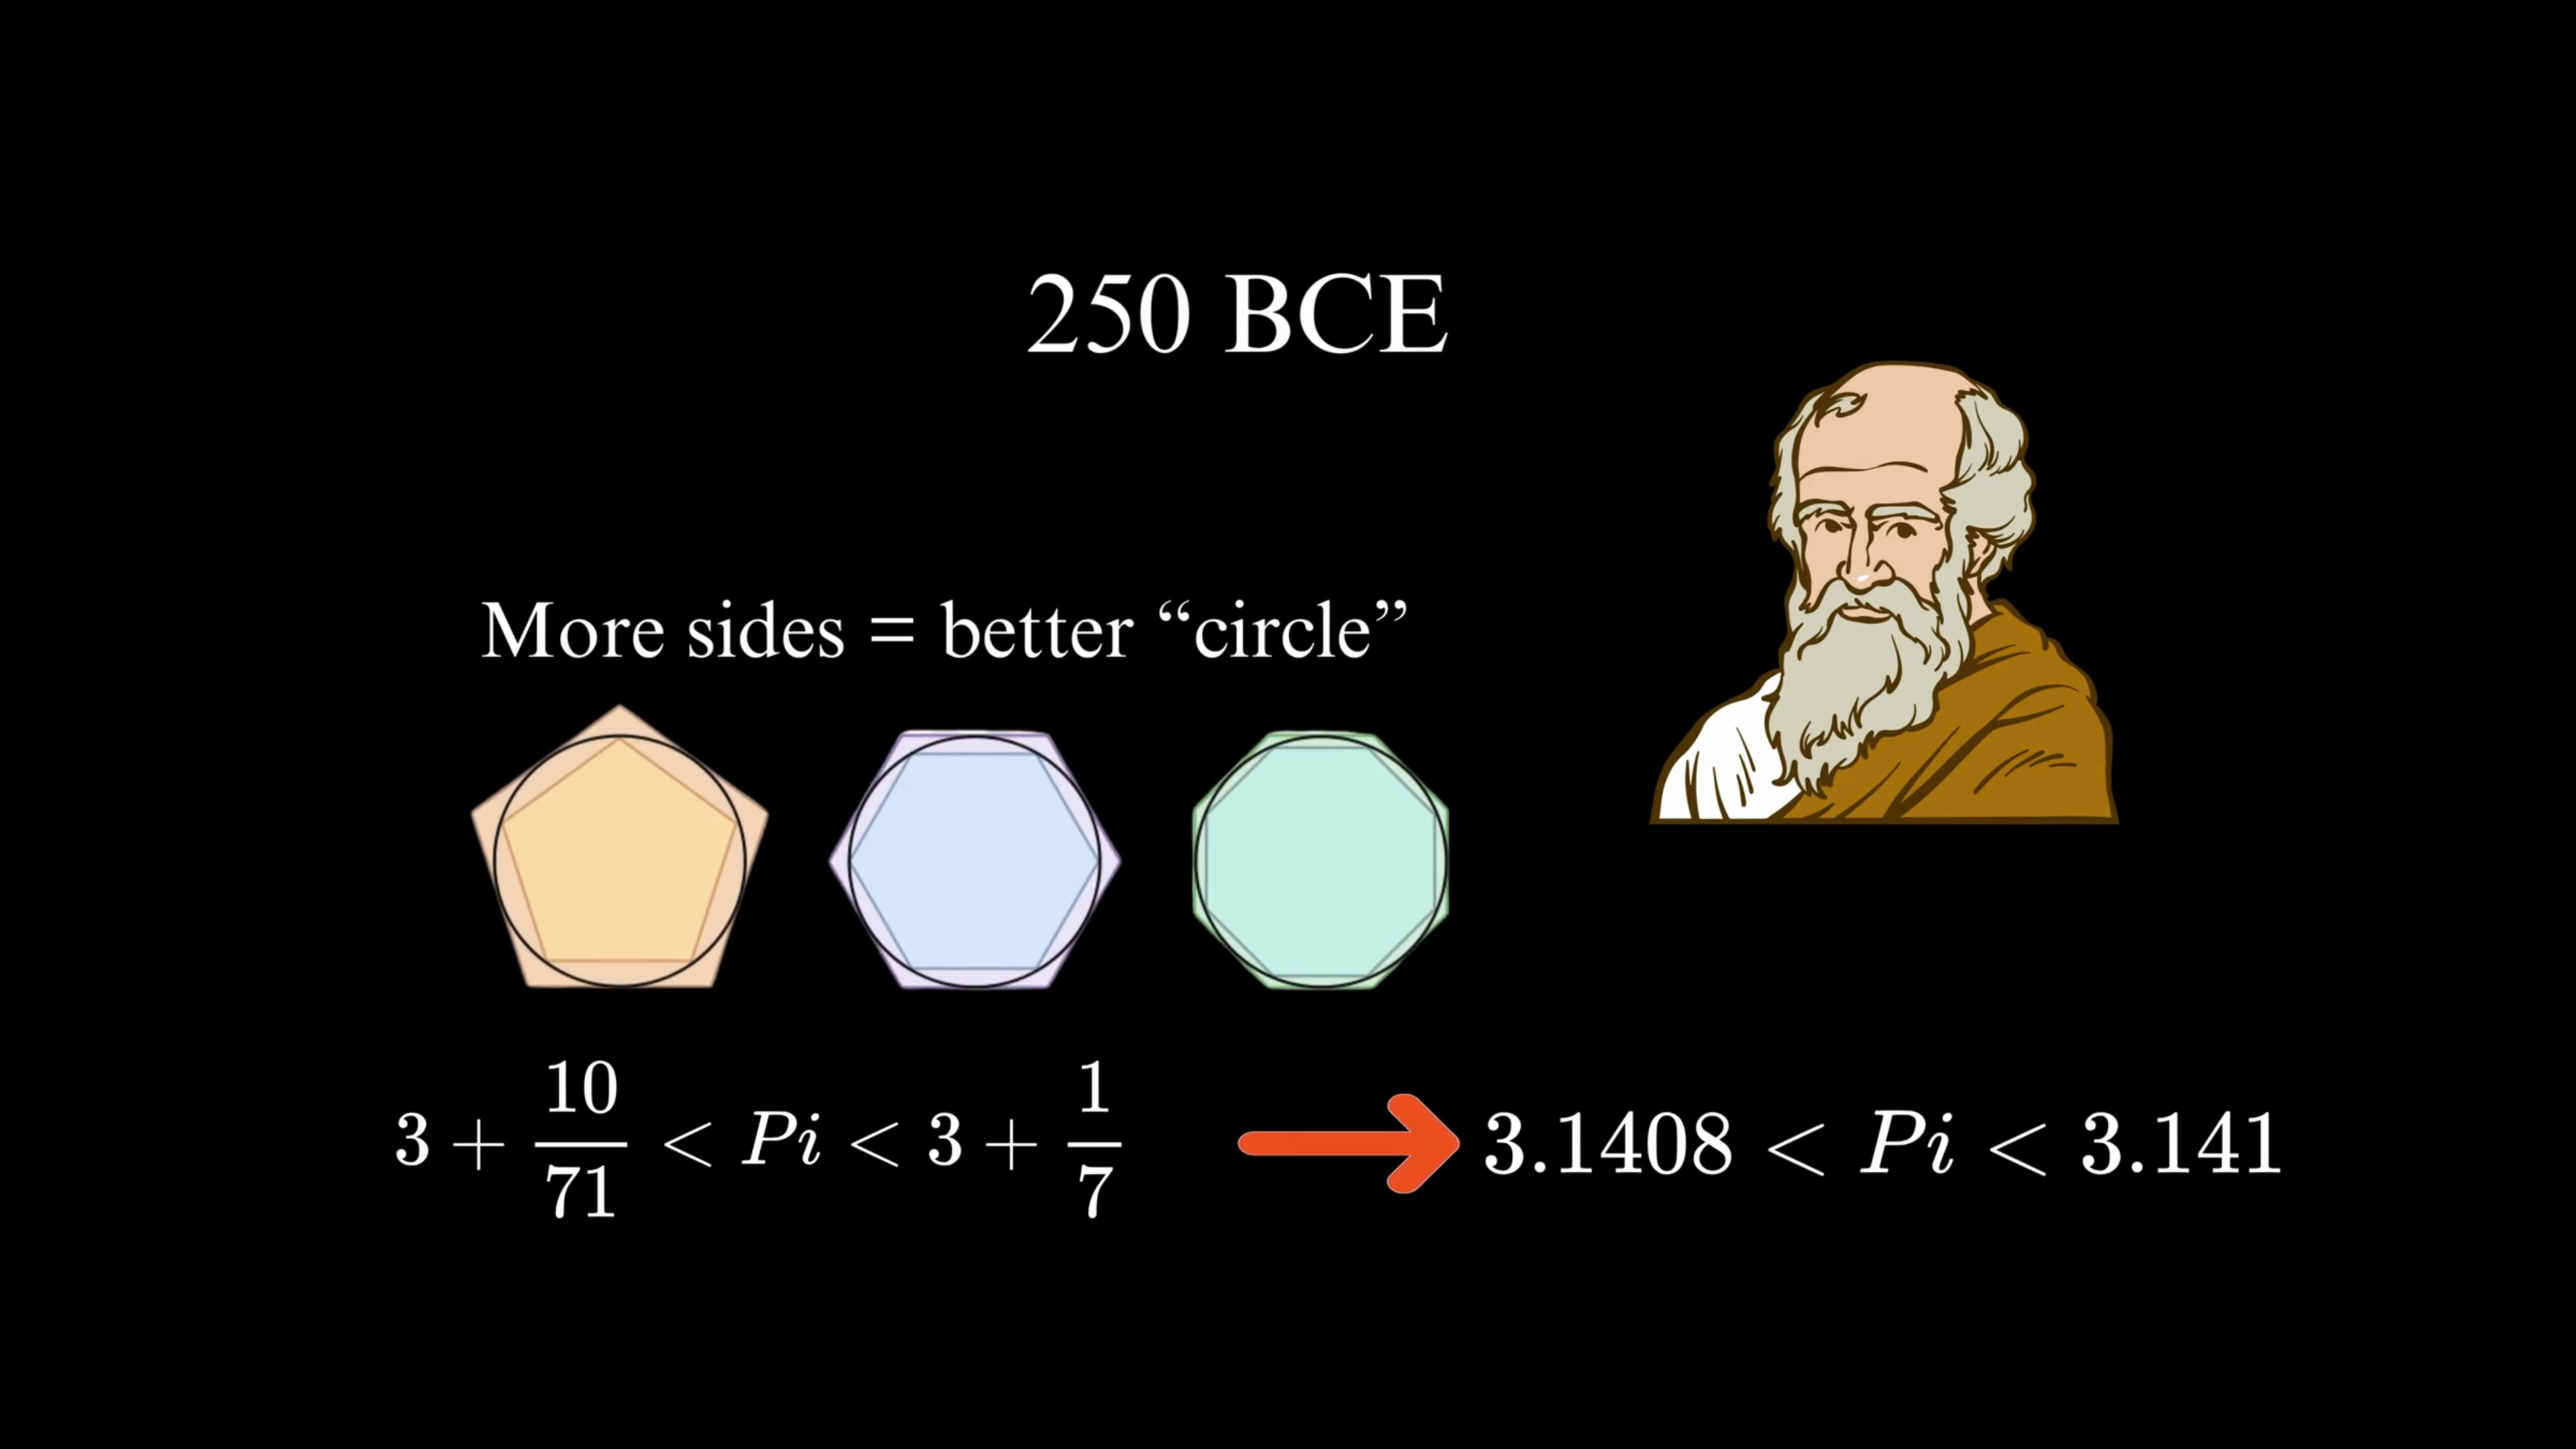 250 BCE
More sides = better “circle”
3 + 10/71 < Pi < 3 + 1/7
3.1408 < Pi < 3.141